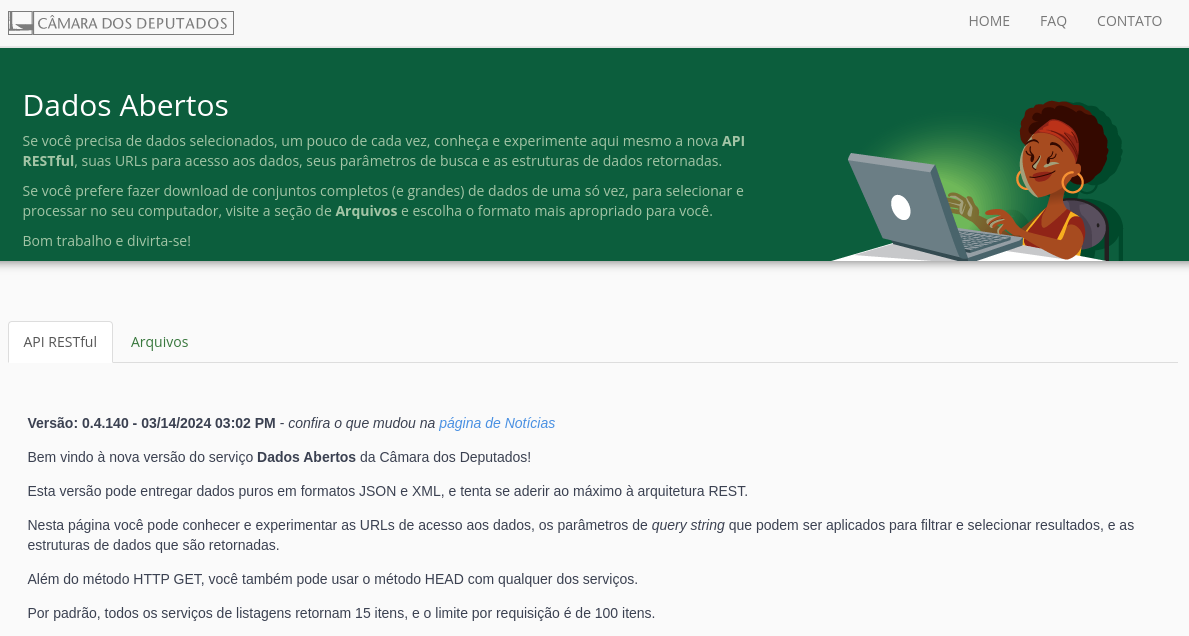 CÂMARA DOS DEPUTADOS
HOME
FAQ
CONTATO
Dados Abertos
Se você precisa de dados selecionados, um pouco de cada vez, conheça e experimente aqui mesmo a nova API
RESTful, suas URLs para acesso aos dados, seus parâmetros de busca e as estruturas de dados retornadas.
Se você prefere fazer download de conjuntos completos (e grandes) de dados de uma só vez, para selecionar e
processar no seu computador, visite a seção de Arquivos e escolha o formato mais apropriado para você.
Bom trabalho e divirta-se!
API RESTful
Arquivos
Versão: 0.4.140 - 03/14/2024 03:02 PM - confira o que mudou na página de Notícias
Bem vindo à nova versão do serviço Dados Abertos da Câmara dos Deputados!
Esta versão pode entregar dados puros em formatos JSON e XML, e tenta se aderir ao máximo à arquitetura REST.
Nesta página você pode conhecer e experimentar as URLs de acesso aos dados, os parâmetros de query string que podem ser aplicados para filtrar e selecionar resultados, e as
estruturas de dados que são retornadas.
Além do método HTTP GET, você também pode usar o método HEAD com qualquer dos serviços.
Por padrão, todos os serviços de listagens retornam 15 itens, e o limite por requisição é de 100 itens.